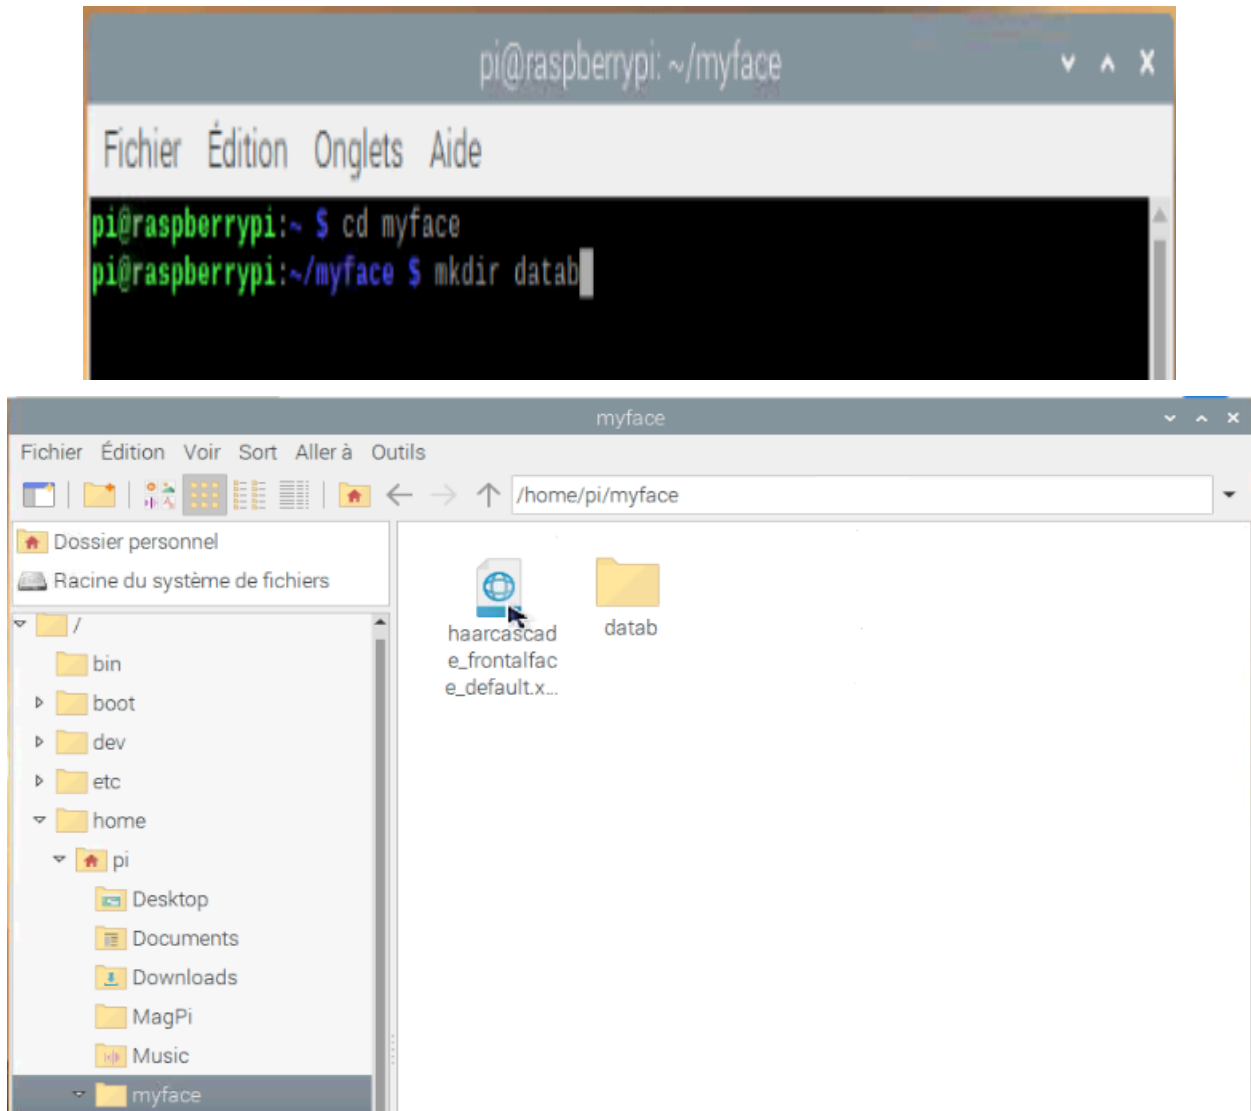 pi@raspberrypi: ~/myface
Fichier Édition Onglets Aide
pi@raspberrypi:~ $ cd myface
pi@raspberrypi:~/myface $ mkdir datab
myface
Fichier Édition Voir Sort Aller à Outils
/home/pi/myface
Dossier personnel
Racine du système de fichiers
/
bin
boot
dev
etc
home
pi
Desktop
Documents
Downloads
MagPi
Music
myface
haarcascad
e_frontalfac
e_default.x...
datab